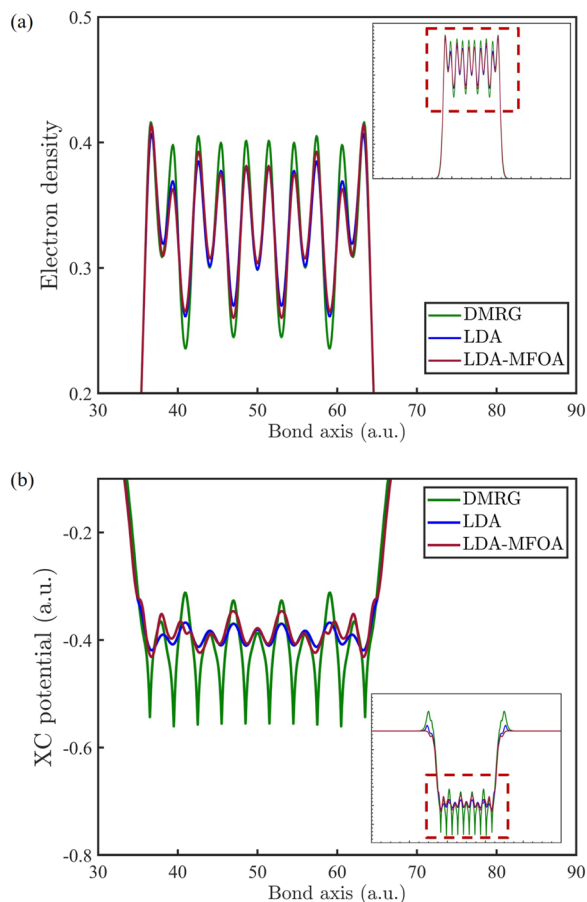 (a)
Electron density
0.5
0.4
0.3
0.2
DMRG
LDA
LDA-MFOA
30 40 50 60 70 80 90
Bond axis (a.u.)
(b)
XC potential (a.u.)
-0.2
-0.4
-0.6
-0.8
DMRG
LDA
LDA-MFOA
30 40 50 60 70 80 90
Bond axis (a.u.)